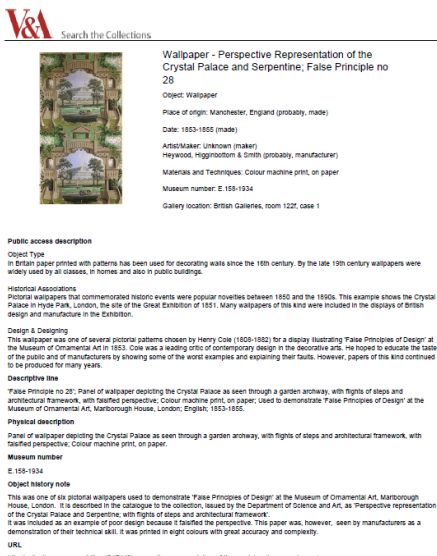 V&A Search the Collections
Wallpaper - Perspective Representation of the
Crystal Palace and Serpentine; False Principle no
28
Object: Wallpaper
Place of origin: Manchester, England (probably, made)
Date: 1853-1855 (made)
Artist/Maker: Unknown (maker)
Heywood, Higginbottom & Smith (probably, manufacturer)
Materials and Techniques: Colour machine print, on paper
Museum number: E.158-1934
Gallery location: British Galleries, room 122f, case 1
Public access description
Object Type
In Britain paper printed with patterns has been used for decorating walls since the 16th century. By the late 19th century wallpapers were
widely used by all classes, in homes and also in public buildings.
Historical Associations
Pictorial wallpapers that commemorated historic events were popular novelties between 1850 and the 1890s. This example shows the Crystal
Palace in Hyde Park, London, the site of the Great Exhibition of 1851. Many wallpapers of this kind were included in the displays of British
design and manufacture in the Exhibition.
Design & Designing
This wallpaper was one of several pictorial patterns chosen by Henry Cole (1808-1882) for a display illustrating 'False Principles of Design' at
the Museum of Ornamental Art in 1853. Cole was a leading critic of contemporary design in the decorative arts. He hoped to educate the taste
of the public and of manufacturers by showing some of the worst examples and explaining their faults. However, papers of this kind continued
to be produced for many years.
Descriptive line
'False Principle no 28'; Panel of wallpaper depicting the Crystal Palace as seen through a garden archway, with flights of steps and
architectural framework, with falsified perspective; Colour machine print, on paper; Used to demonstrate 'False Principles of Design' at the
Museum of Ornamental Art, Marlborough House, London; English; 1853-1855.
Physical description
Panel of wallpaper depicting the Crystal Palace as seen through a garden archway, with flights of steps and architectural framework, with
falsified perspective; Colour machine print, on paper.
Museum number
E.158-1934
Object history note
This was one of six pictorial wallpapers used to demonstrate 'False Principles of Design' at the Museum of Ornamental Art, Marlborough
House, London. It is described in the catalogue to the collection, issued by the Department of Science and Art, as 'Perspective representation
of the Crystal Palace and Serpentine; with flights of steps and architectural framework'.
It was included as an example of poor design because it falsified the perspective. This paper was, however, seen by manufacturers as a
demonstration of their technical skill. It was printed in eight colours with great accuracy and complexity.
URL